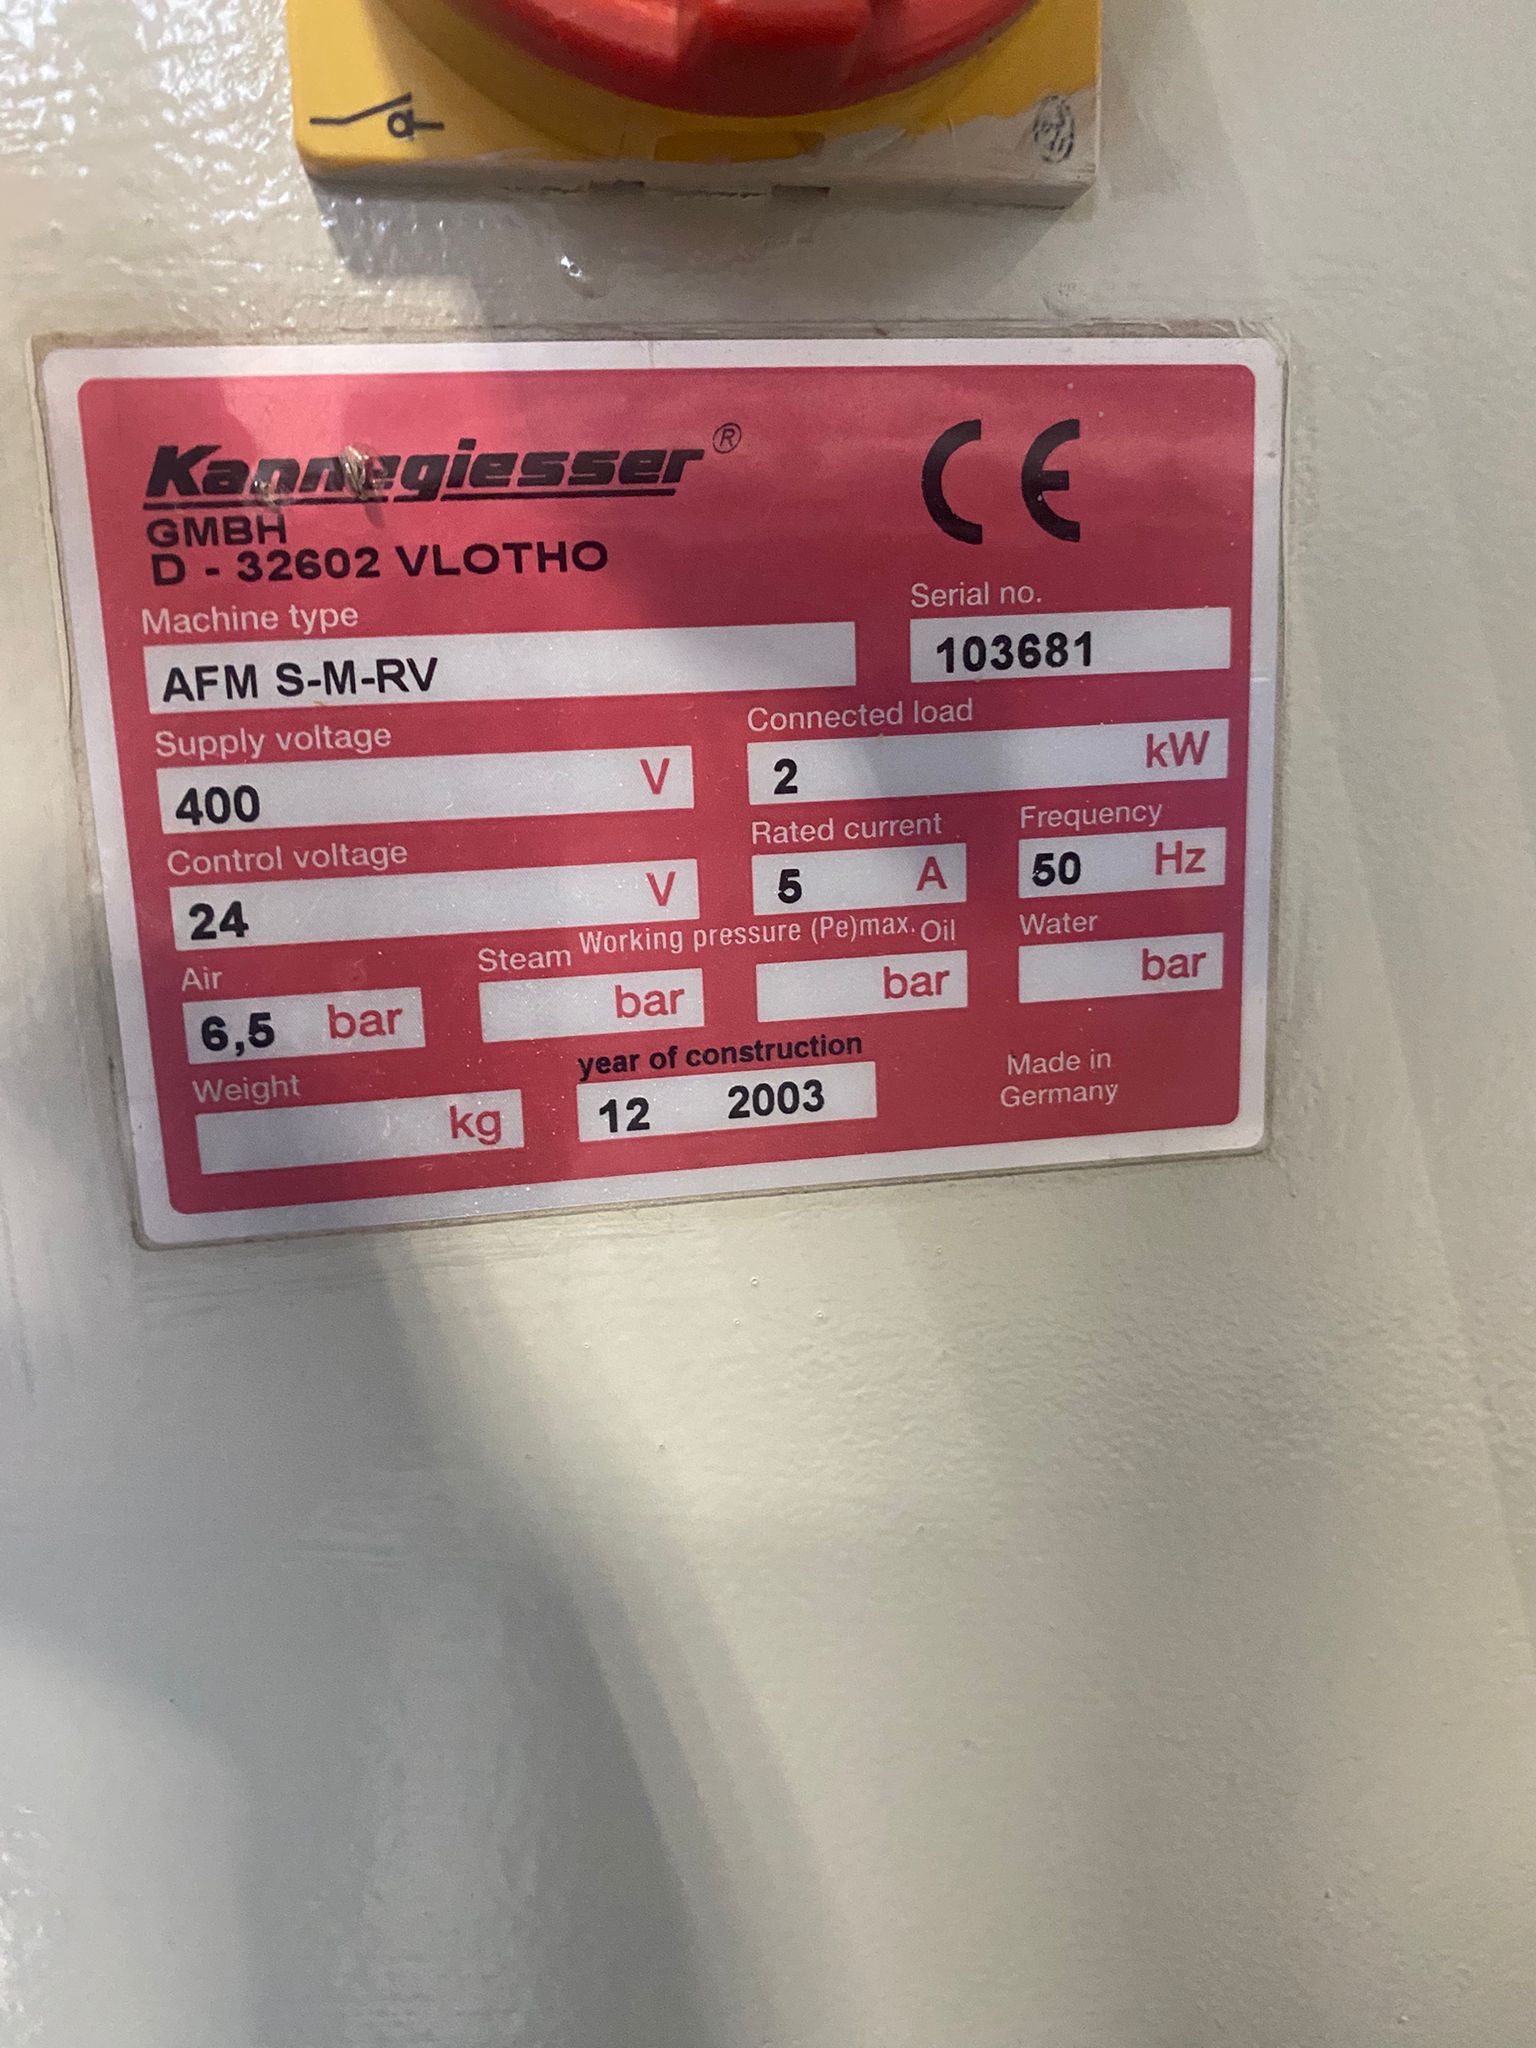 Kannegiesser®
CE
GMBH
D - 32602 VLOTHO
Machine type
Serial no.
AFM S-M-RV
103681
Supply voltage
Connected load
400 V
2 kW
Control voltage
Rated current
Frequency
24 V
5 A
50 Hz
Working pressure (Pe)max.
Air
Steam
Oil
Water
6,5 bar
bar
bar
bar
Weight
year of construction
kg
12 2003
Made in
Germany